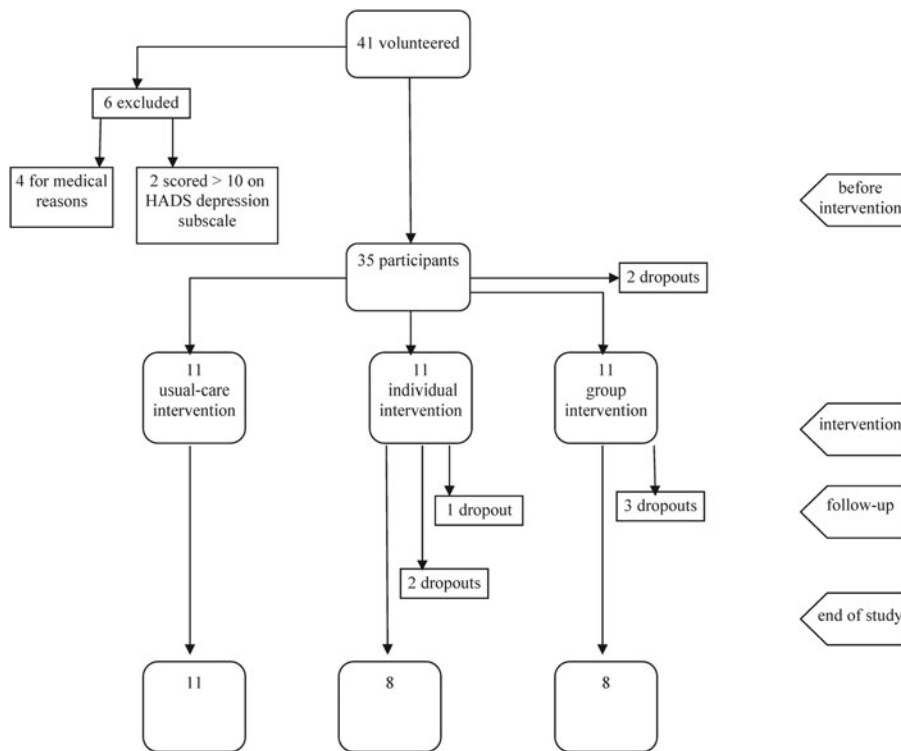 41 volunteered
6 excluded
4 for medical
reasons
2 scored > 10 on
HADS depression
subscale
before
intervention
35 participants
2 dropouts
11
usual-care
intervention
11
individual
intervention
11
group
intervention
intervention
1 dropout
3 dropouts
follow-up
2 dropouts
end of study
11
8
8